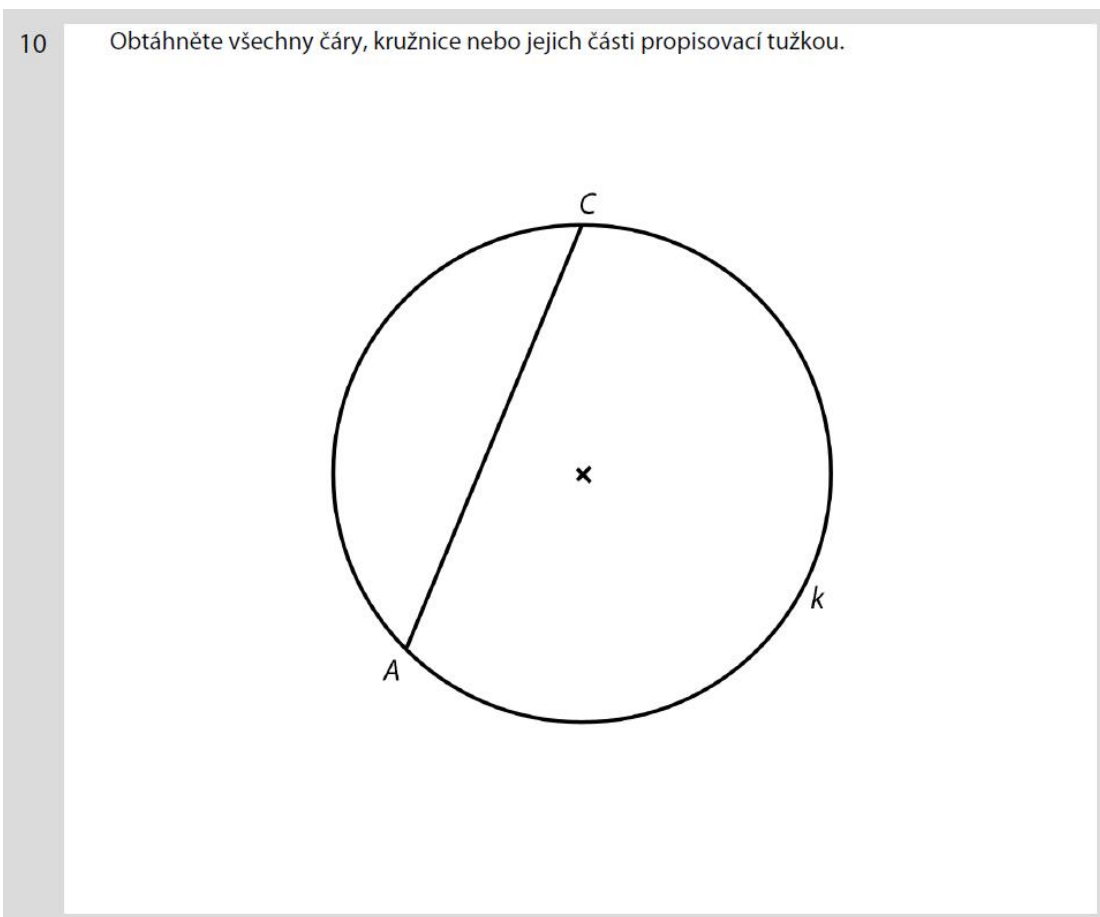 10 Obtáhněte všechny čáry, kružnice nebo jejich části propisovací tužkou.
C
k
A